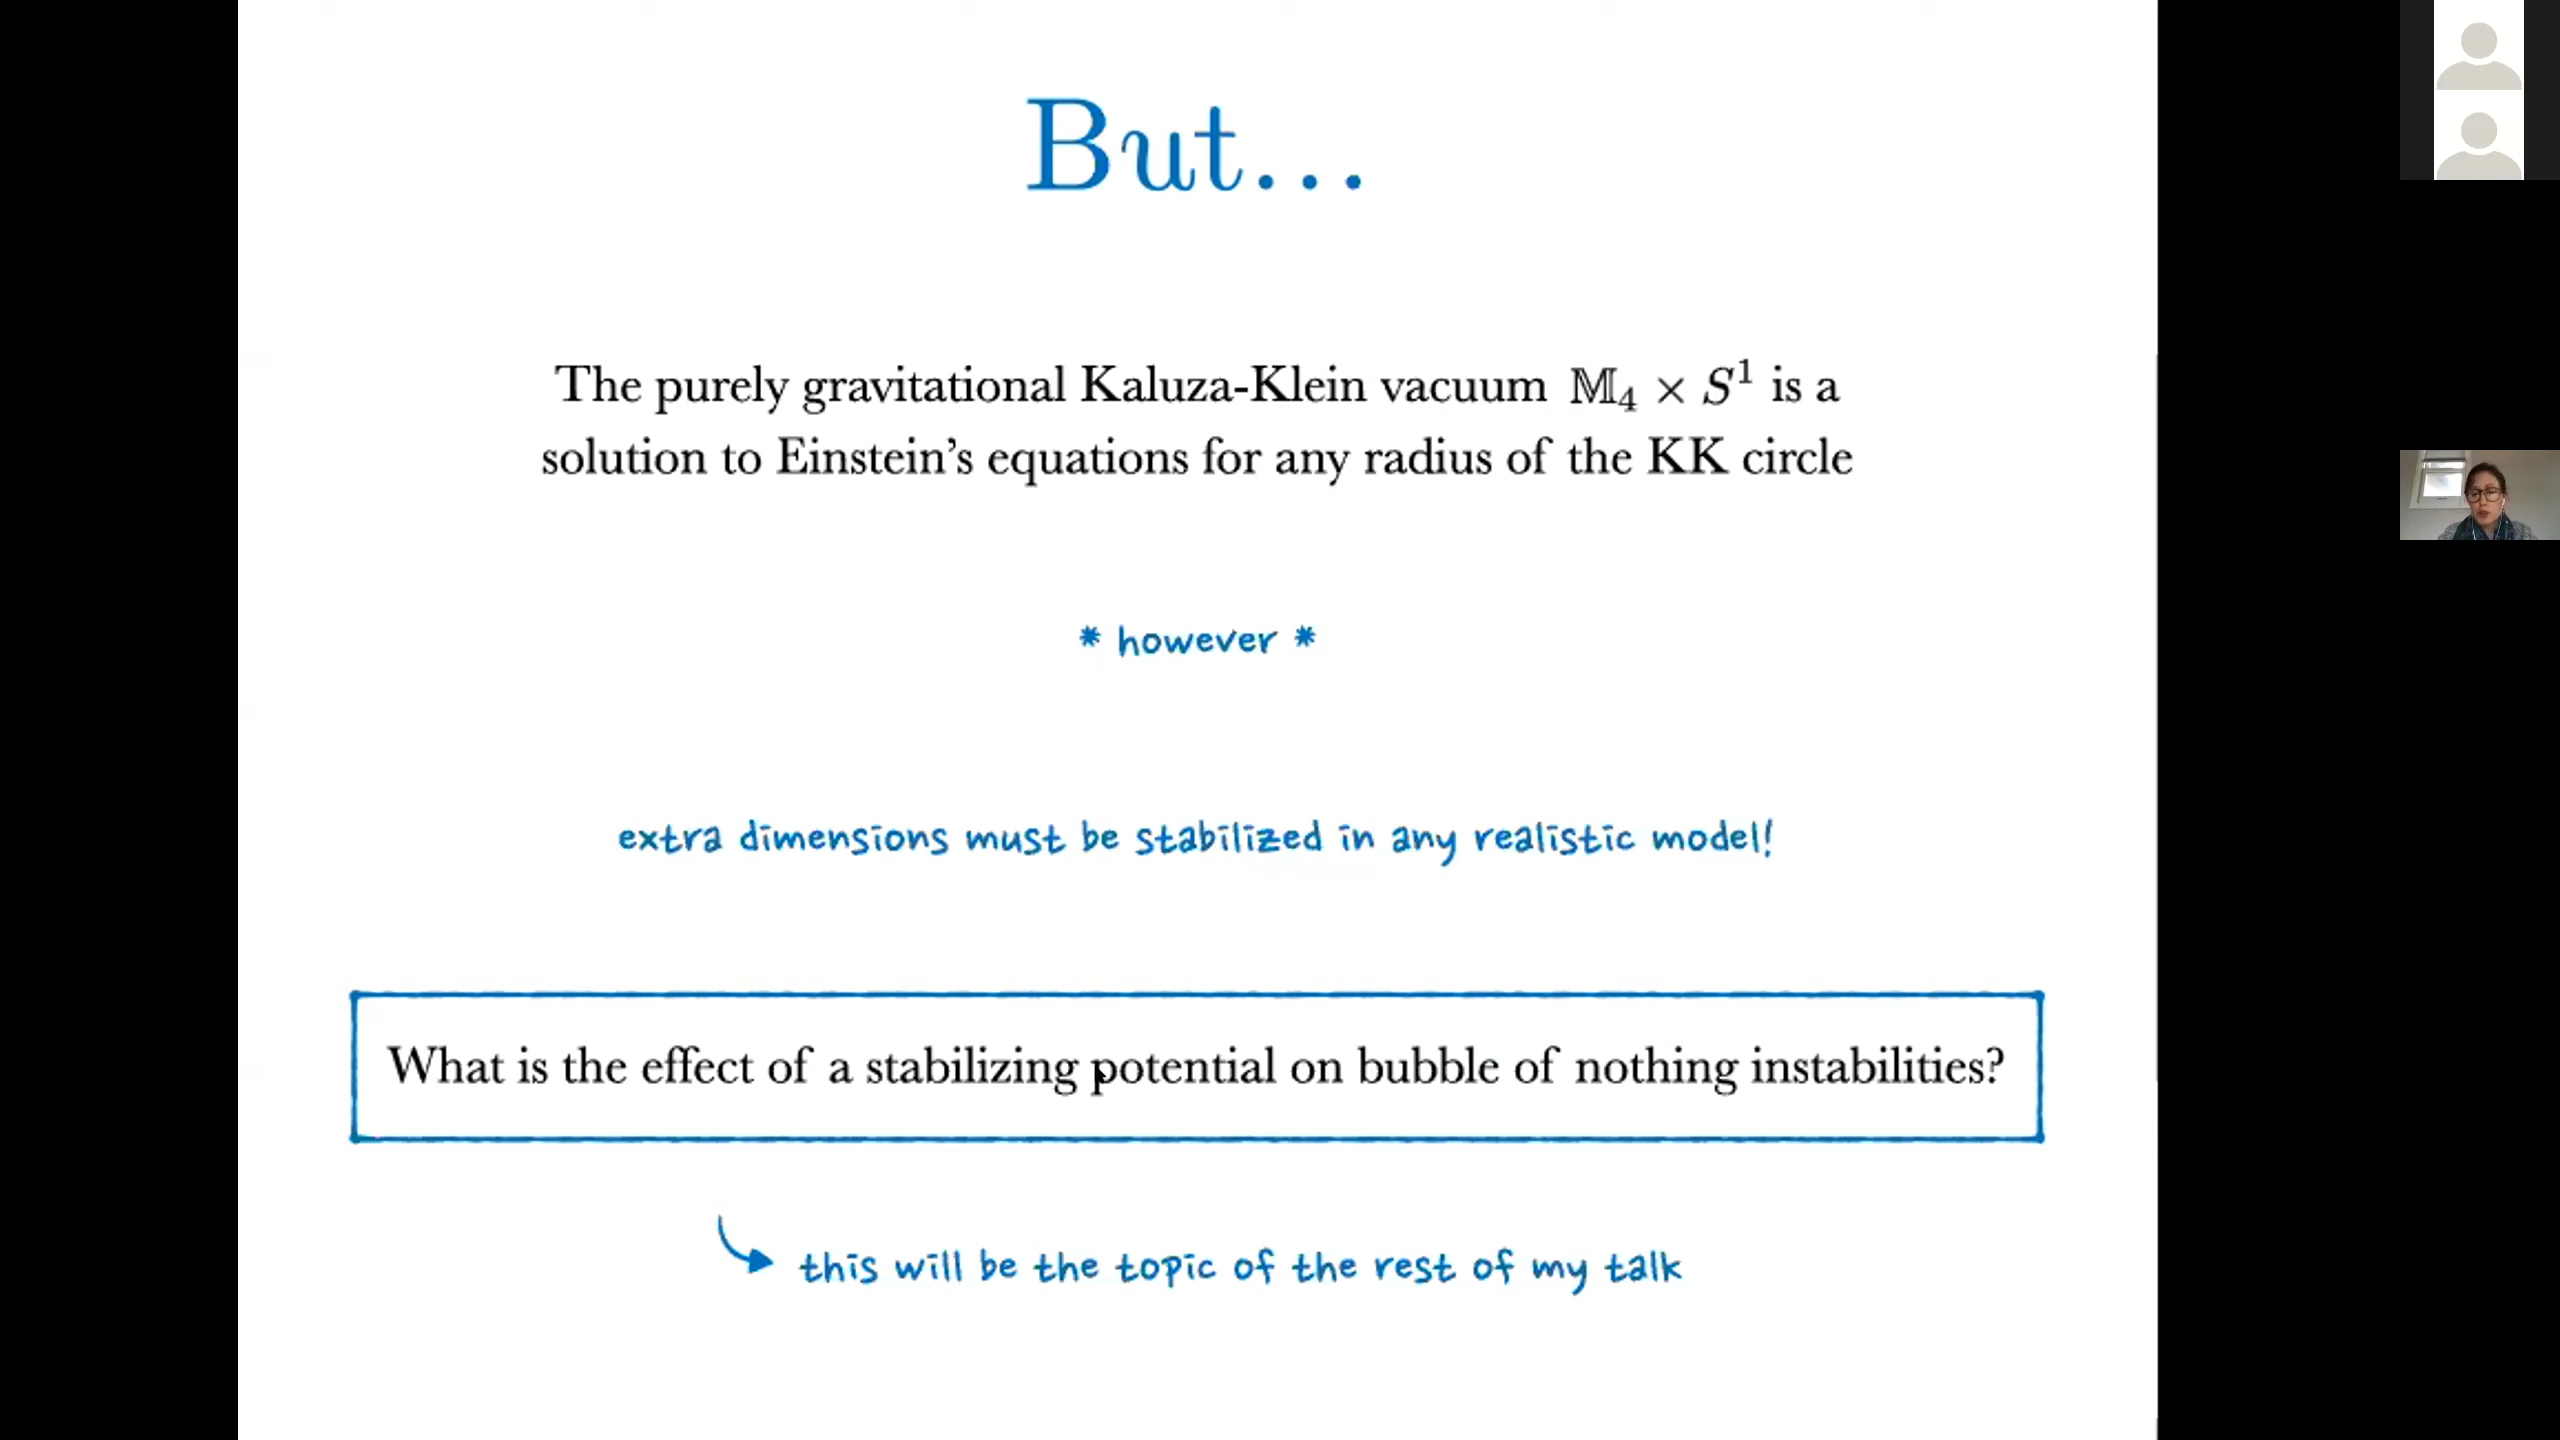 But...
The purely gravitational Kaluza-Klein vacuum 𝕄₄ × S¹ is a
solution to Einstein’s equations for any radius of the KK circle
* however *
extra dimensions must be stabilized in any realistic model!
What is the effect of a stabilizing potential on bubble of nothing instabilities?
this will be the topic of the rest of my talk